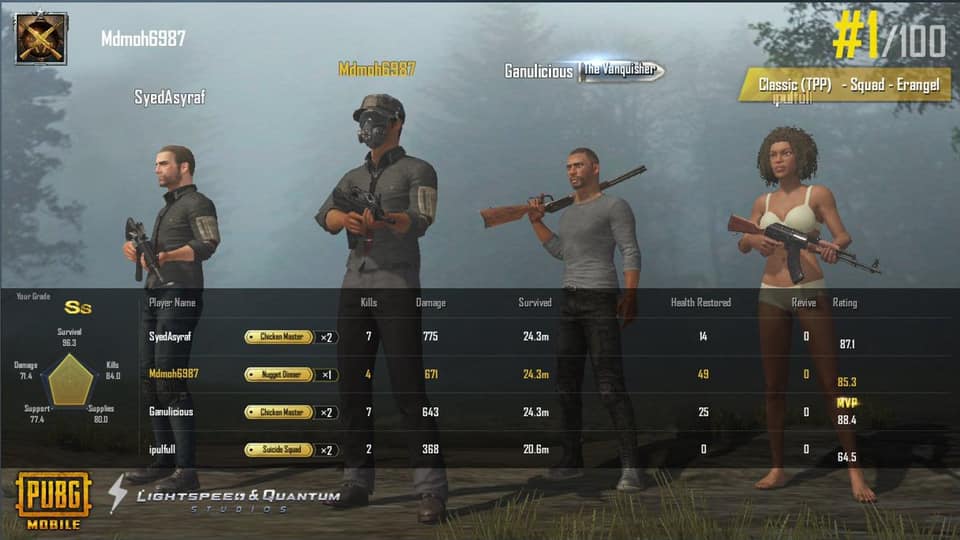 Mdmoh6987
#1/100
Classic (TPP) - Squad - Erangel
SyedAsyraf
Mdmoh6987
Ganulicious The Vanquisher
ipulfull
Your Grade
Ss
Survival
96.3
Damage
71.4
Kills
84.0
Support
77.4
Supplies
80.0
Player Name Kills Damage Survived Health Restored Revive Rating
SyedAsyraf Chicken Master ×2 7 775 24.3m 14 0 87.1
Mdmoh6987 Nugget Dinner ×1 4 671 24.3m 49 0 85.3
Ganulicious Chicken Master ×2 7 643 24.3m 25 0 MVP 88.4
ipulfull Suicide Squad ×2 2 368 20.6m 0 0 64.5
PUBG
MOBILE
LIGHTSPEED & QUANTUM
STUDIOS